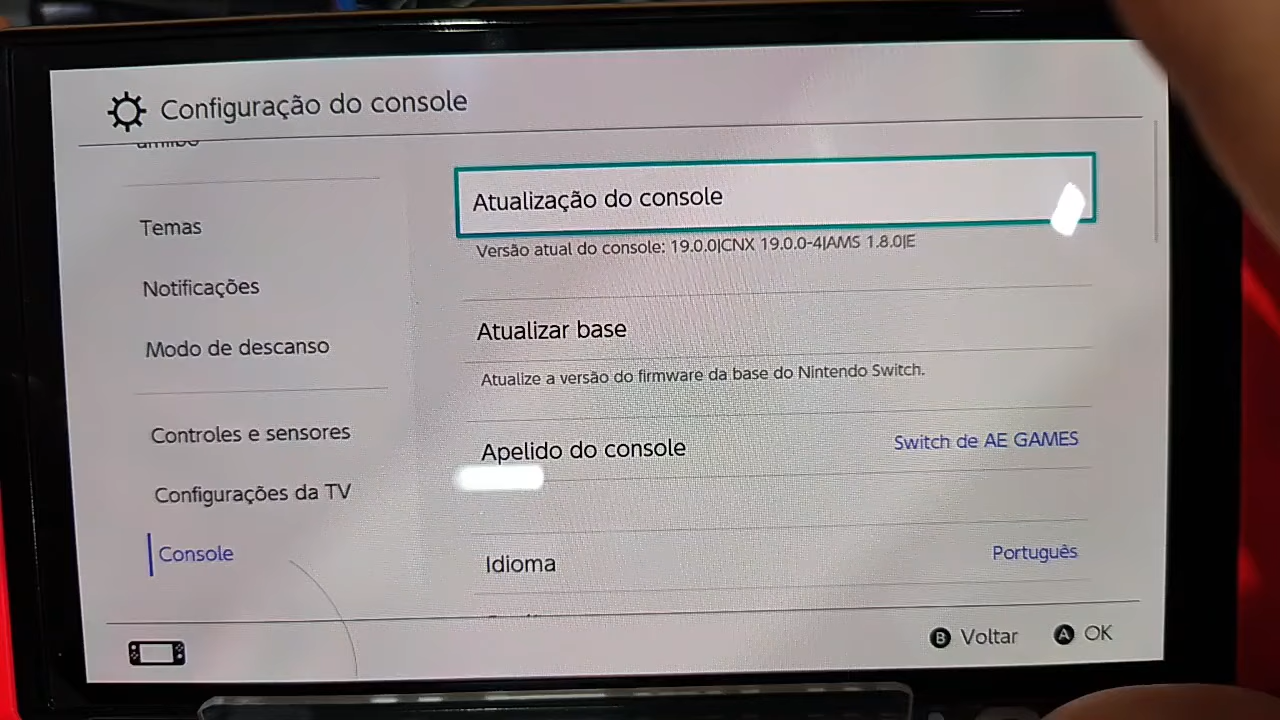 Configuração do console
amiibo
Temas
Notificações
Modo de descanso
Controles e sensores
Configurações da TV
Console
Atualização do console
Versão atual do console: 19.0.0|CNX 19.0.0-4|AMS 1.8.0|E
Atualizar base
Atualize a versão do firmware da base do Nintendo Switch.
Apelido do console
Switch de AE GAMES
Idioma
Português
B Voltar
A OK